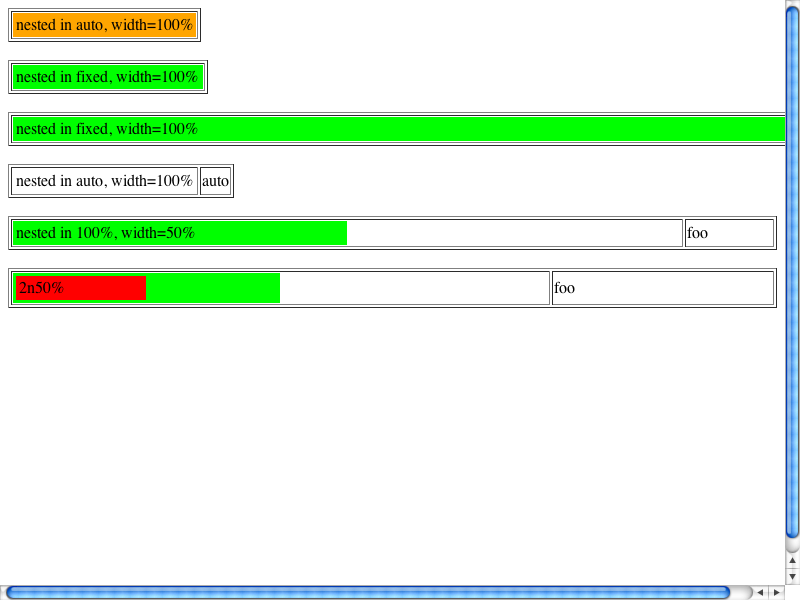 nested in auto, width=100%
nested in fixed, width=100%
nested in fixed, width=100%
nested in auto, width=100% auto
nested in 100%, width=50% foo
2n50% foo